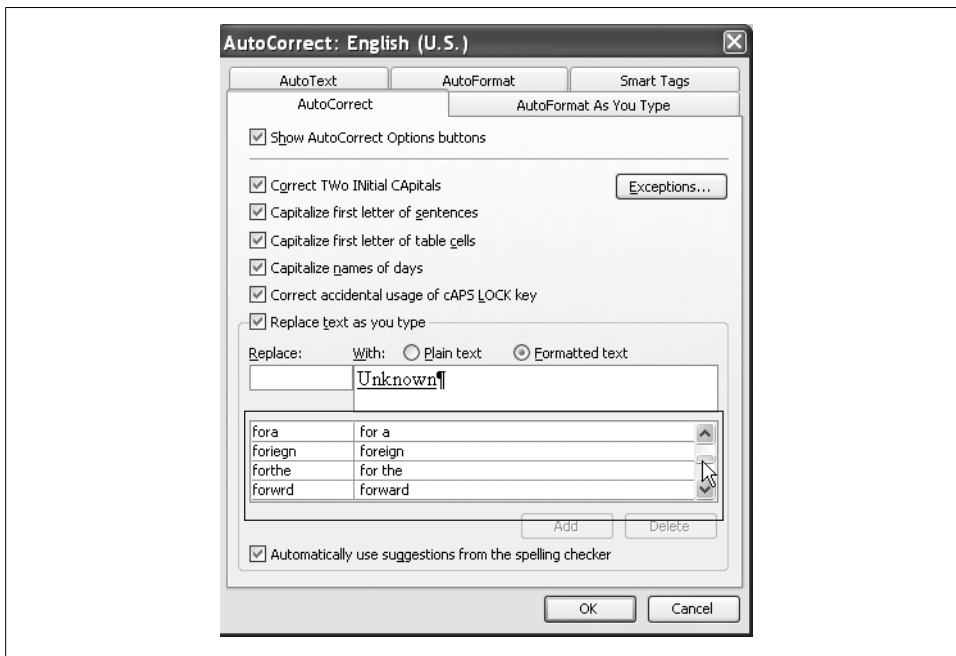 AutoCorrect: English (U.S.)
AutoText AutoFormat Smart Tags
AutoCorrect AutoFormat As You Type
Show AutoCorrect Options buttons
Correct TWo INitial CApitals Exceptions...
Capitalize first letter of sentences
Capitalize first letter of table cells
Capitalize names of days
Correct accidental usage of cAPS LOCK key
Replace text as you type
Replace: With: Plain text Formatted text
Unknown¶
fora for a
foriegn foreign
forthe for the
forwrd forward
Add Delete
Automatically use suggestions from the spelling checker
OK Cancel